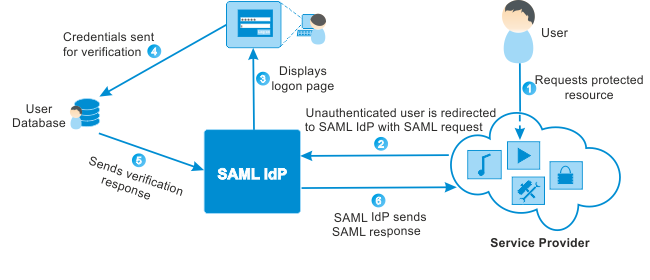 Credentials sent
for verification
4
User
3
Displays
logon page
1
Requests protected
resource
User
Database
Unauthenticated user is redirected
to SAML IdP with SAML request
2
5
Sends verification
response
SAML IdP
6
SAML IdP sends
SAML response
Service Provider